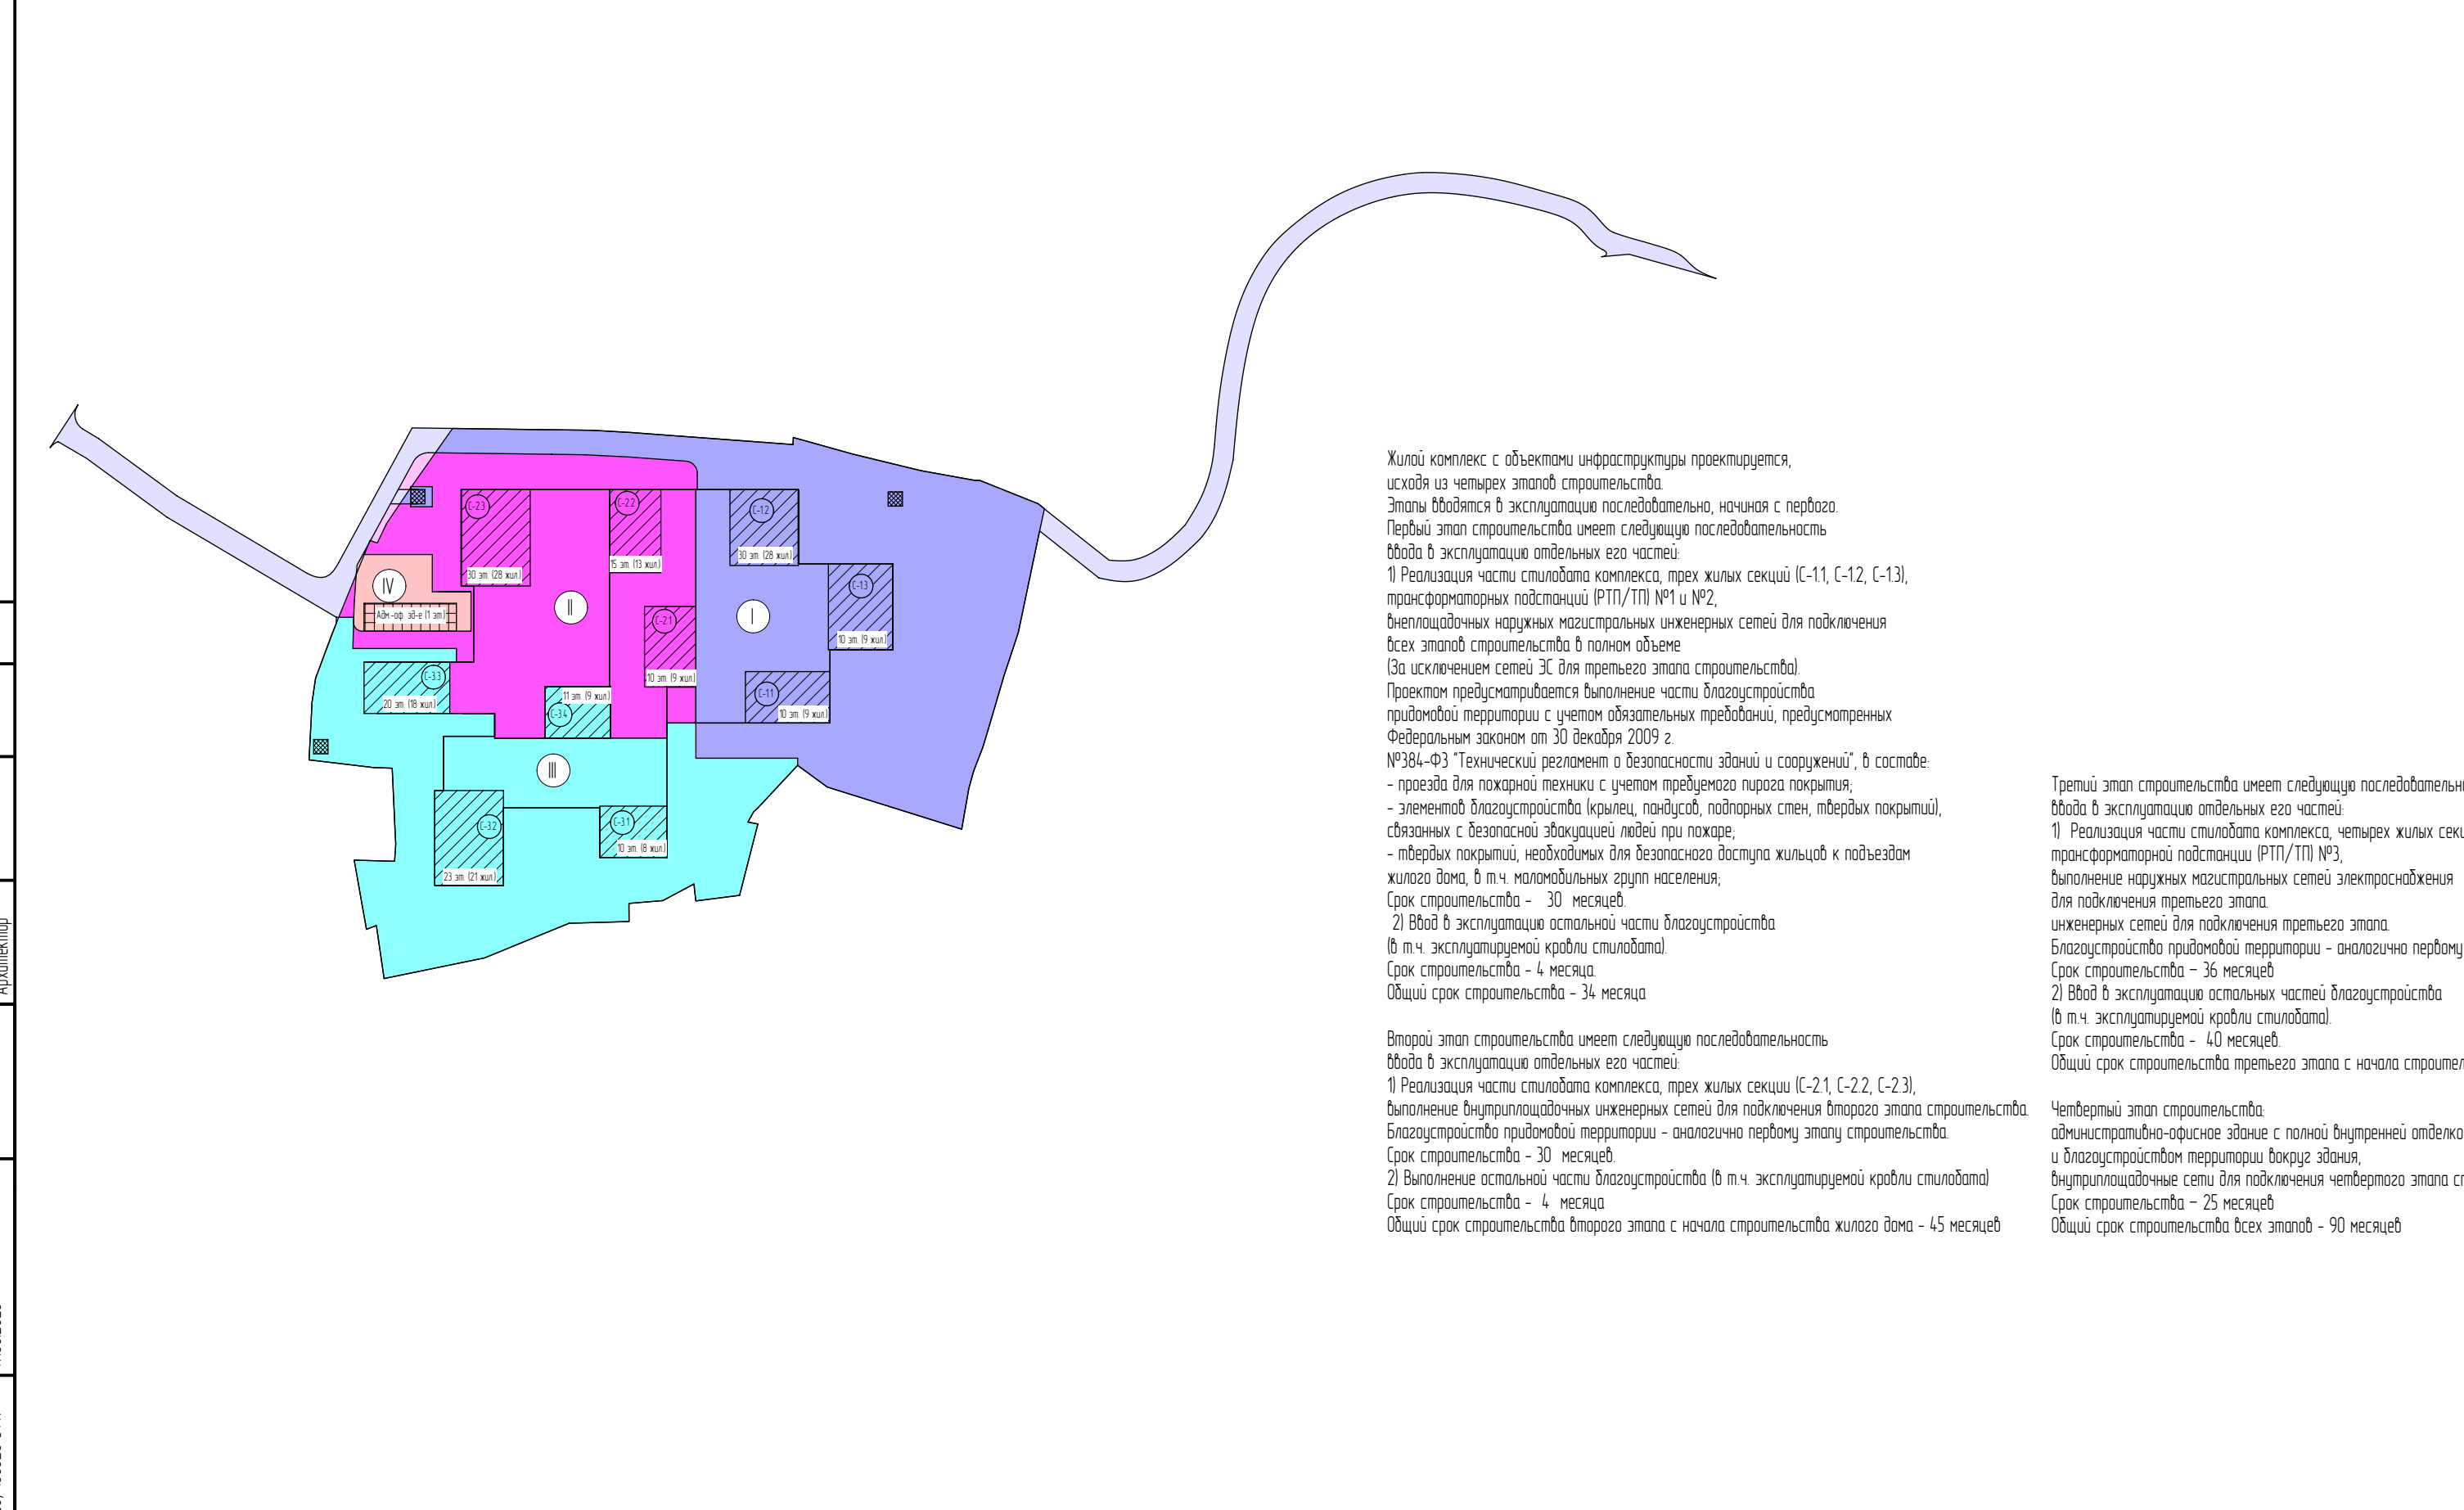 С-2.3
30 эт. (28 жил.)
С-2.2
15 эт. (13 жил.)
С-1.2
30 эт. (28 жил.)
С-1.3
10 эт. (9 жил.)
IV
Адм.-оф. зд-е (1 эт.)
II
I
С-2.1
10 эт. (9 жил.)
С-3.3
20 эт. (18 жил.)
11 эт. (9 жил.)
С-3.4
С-1.1
10 эт. (9 жил.)
III
С-3.2
23 эт. (21 жил.)
С-3.1
10 эт. (8 жил.)
Архитектор
Жилой комплекс с объектами инфраструктуры проектируется,
исходя из четырех этапов строительства.
Этапы вводятся в эксплуатацию последовательно, начиная с первого.
Первый этап строительства имеет следующую последовательность
ввода в эксплуатацию отдельных его частей:
1) Реализация части стилобата комплекса, трех жилых секций (С-1.1, С-1.2, С-1.3),
трансформаторных подстанций (РТП/ТП) №1 и №2,
внеплощадочных наружных магистральных инженерных сетей для подключения
всех этапов строительства в полном объеме
(За исключением сетей ЭС для третьего этапа строительства).
Проектом предусматривается выполнение части благоустройства
придомовой территории с учетом обязательных требований, предусмотренных
Федеральным законом от 30 декабря 2009 г.
№384-ФЗ "Технический регламент о безопасности зданий и сооружений", в составе:
- проезда для пожарной техники с учетом требуемого пирога покрытия;
- элементов благоустройства (крылец, пандусов, подпорных стен, твердых покрытий),
связанных с безопасной эвакуацией людей при пожаре;
- твердых покрытий, необходимых для безопасного доступа жильцов к подъездам
жилого дома, в т.ч. маломобильных групп населения;
Срок строительства - 30 месяцев.
2) Ввод в эксплуатацию остальной части благоустройства
(в т.ч. эксплуатируемой кровли стилобата).
Срок строительства - 4 месяца.
Общий срок строительства - 34 месяца
Второй этап строительства имеет следующую последовательность
ввода в эксплуатацию отдельных его частей:
1) Реализация части стилобата комплекса, трех жилых секции (С-2.1, С-2.2, С-2.3),
выполнение внутриплощадочных инженерных сетей для подключения второго этапа строительства.
Благоустройство придомовой территории - аналогично первому этапу строительства.
Срок строительства - 30 месяцев.
2) Выполнение остальной части благоустройства (в т.ч. эксплуатируемой кровли стилобата)
Срок строительства - 4 месяца
Общий срок строительства второго этапа с начала строительства жилого дома - 45 месяцев
Третий этап строительства имеет следующую последовательн
ввода в эксплуатацию отдельных его частей:
1) Реализация части стилобата комплекса, четырех жилых секц
трансформаторной подстанции (РТП/ТП) №3,
выполнение наружных магистральных сетей электроснабжения
для подключения третьего этапа.
инженерных сетей для подключения третьего этапа.
Благоустройство придомовой территории - аналогично первому
Срок строительства – 36 месяцев
2) Ввод в эксплуатацию остальных частей благоустройства
(в т.ч. эксплуатируемой кровли стилобата).
Срок строительства - 40 месяцев.
Общий срок строительства третьего этапа с начала строител
Четвертый этап строительства:
административно-офисное здание с полной внутренней отделко
и благоустройством территории вокруг здания,
внутриплощадочные сети для подключения четвертого этапа ст
Срок строительства – 25 месяцев
Общий срок строительства всех этапов - 90 месяцев